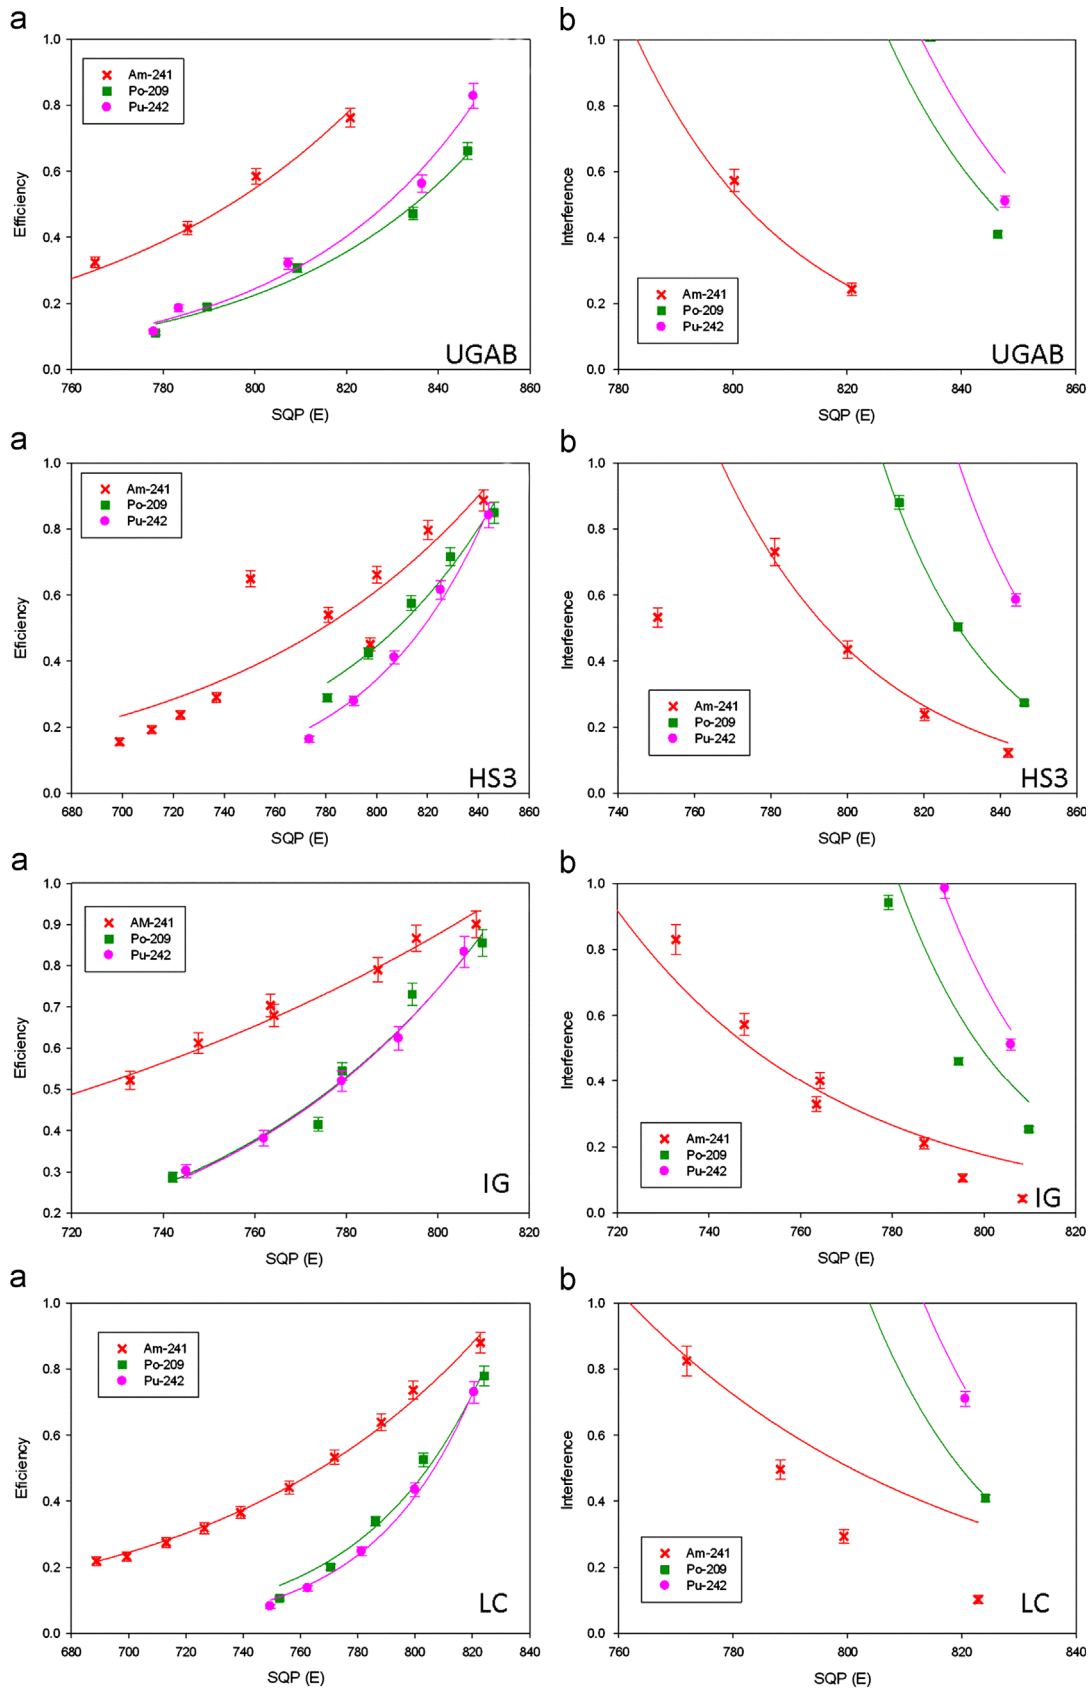 a
1.0
0.8
0.6
0.4
0.2
0.0
Efficiency
Am-241
Po-209
Pu-242
UGAB
760 780 800 820 840 860
SQP (E)
b
1.0
0.8
0.6
0.4
0.2
0.0
Interference
Am-241
Po-209
Pu-242
UGAB
780 800 820 840 860
SQP (E)
a
1.0
0.8
0.6
0.4
0.2
0.0
Eficiency
Am-241
Po-209
Pu-242
HS3
680 700 720 740 760 780 800 820 840 860
SQP (E)
b
1.0
0.8
0.6
0.4
0.2
0.0
Interference
Am-241
Po-209
Pu-242
HS3
740 760 780 800 820 840 860
SQP (E)
a
1.0
0.9
0.8
0.7
0.6
0.5
0.4
0.3
0.2
Eficiency
AM-241
Po-209
Pu-242
IG
720 740 760 780 800 820
SQP (E)
b
1.0
0.8
0.6
0.4
0.2
0.0
Interference
Am-241
Po-209
Pu-242
IG
720 740 760 780 800 820
SQP (E)
a
1.0
0.8
0.6
0.4
0.2
0.0
Eficiency
Am-241
Po-209
Pu-242
LC
680 700 720 740 760 780 800 820 840
SQP (E)
b
1.0
0.8
0.6
0.4
0.2
0.0
Interference
Am-241
Po-209
Pu-242
LC
760 780 800 820 840
SQP (E)